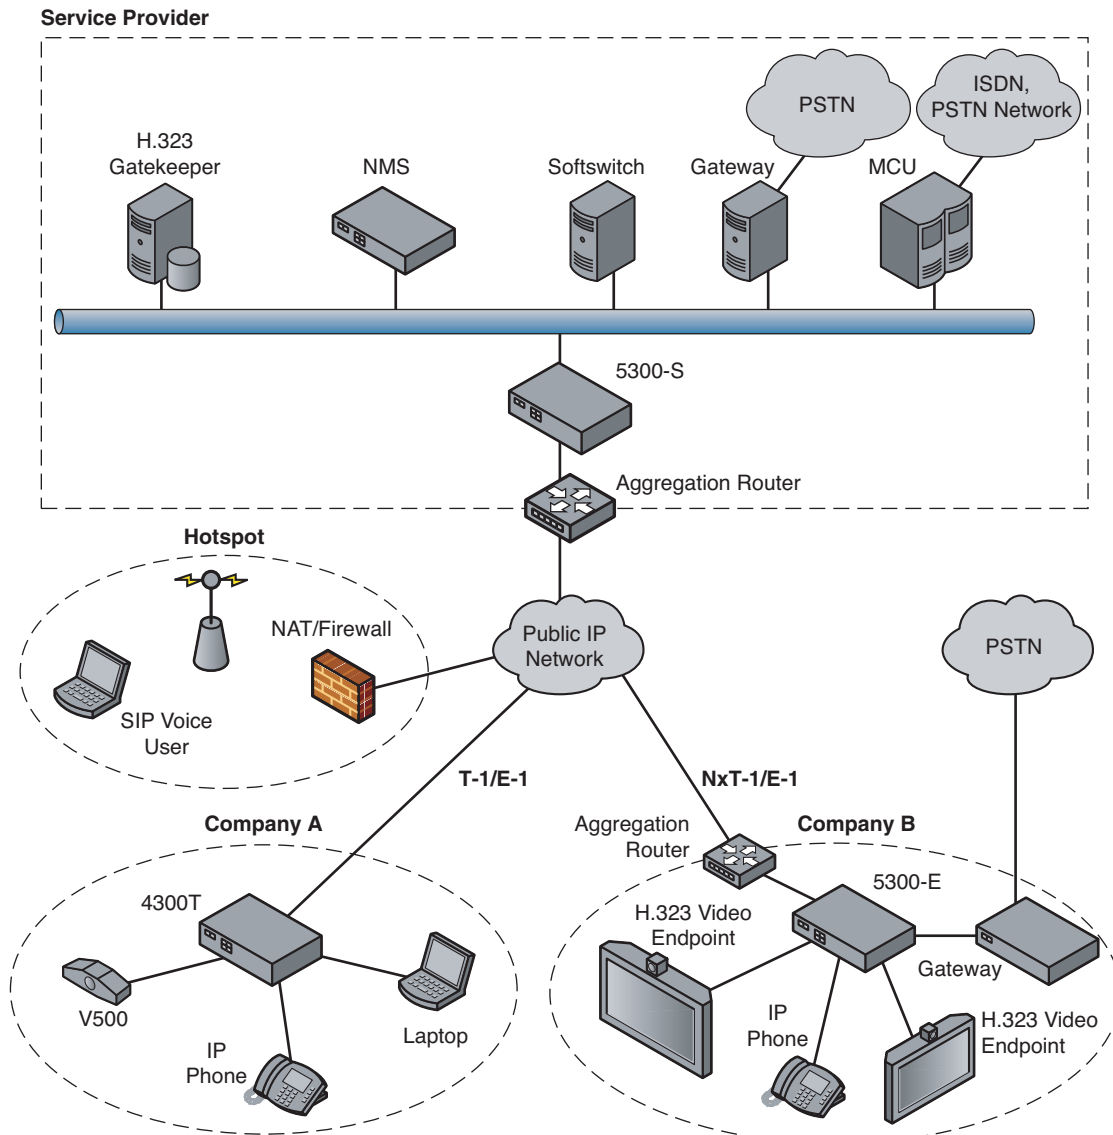 Service Provider
PSTN
ISDN,
PSTN Network
H.323
Gatekeeper
NMS
Softswitch
Gateway
MCU
5300-S
Aggregation Router
Hotspot
NAT/Firewall
SIP Voice
User
Public IP
Network
PSTN
T-1/E-1
NxT-1/E-1
Company A
4300T
V500
IP
Phone
Laptop
Aggregation
Router
Company B
5300-E
H.323 Video
Endpoint
Gateway
IP
Phone
H.323 Video
Endpoint